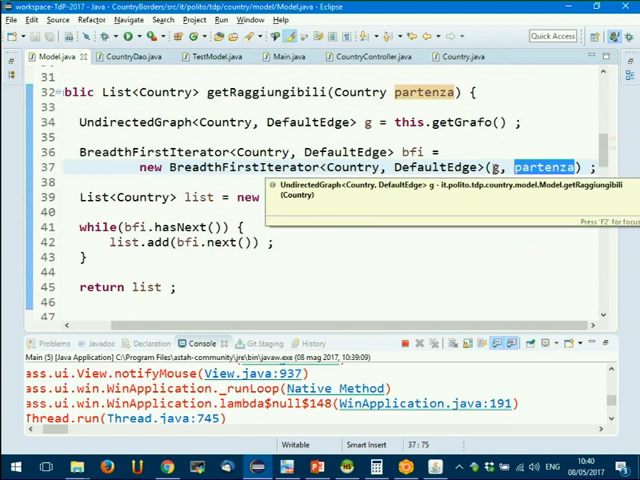 workspace-TdP-2017 - Java - CountryBorders/src/it/polito/tdp/country/model/Model.java - Eclipse
File Edit Source Refactor Navigate Search Project Run Window Help
Quick Access
Model.java CountryDao.java TestModel.java Main.java CountryController.java Country.java
31
32 blic List<Country> getRaggiungibili(Country partenza) {
33
34 UndirectedGraph<Country, DefaultEdge> g = this.getGrafo() ;
35
36 BreadthFirstIterator<Country, DefaultEdge> bfi =
37 new BreadthFirstIterator<Country, DefaultEdge>(g, partenza) ;
38
UndirectedGraph<Country, DefaultEdge> g - it.polito.tdp.country.model.Model.getRaggiungibili
(Country)
Press 'F2' for focus
39 List<Country> list = new
40
41 while(bfi.hasNext()) {
42 list.add(bfi.next()) ;
43 }
44
45 return list ;
46
47
Problems Javadoc Declaration Console Git Staging History
Main (5) [Java Application] C:\Program Files\astah-community\jre\bin\javaw.exe (08 mag 2017, 10:39:09)
ass.ui.View.notifyMouse(View.java:937)
ass.ui.win.WinApplication._runLoop(Native Method)
ass.ui.win.WinApplication.lambda$null$148(WinApplication.java:191)
Thread.run(Thread.java:745)
Writable Smart Insert 37 : 75
10:40
08/05/2017